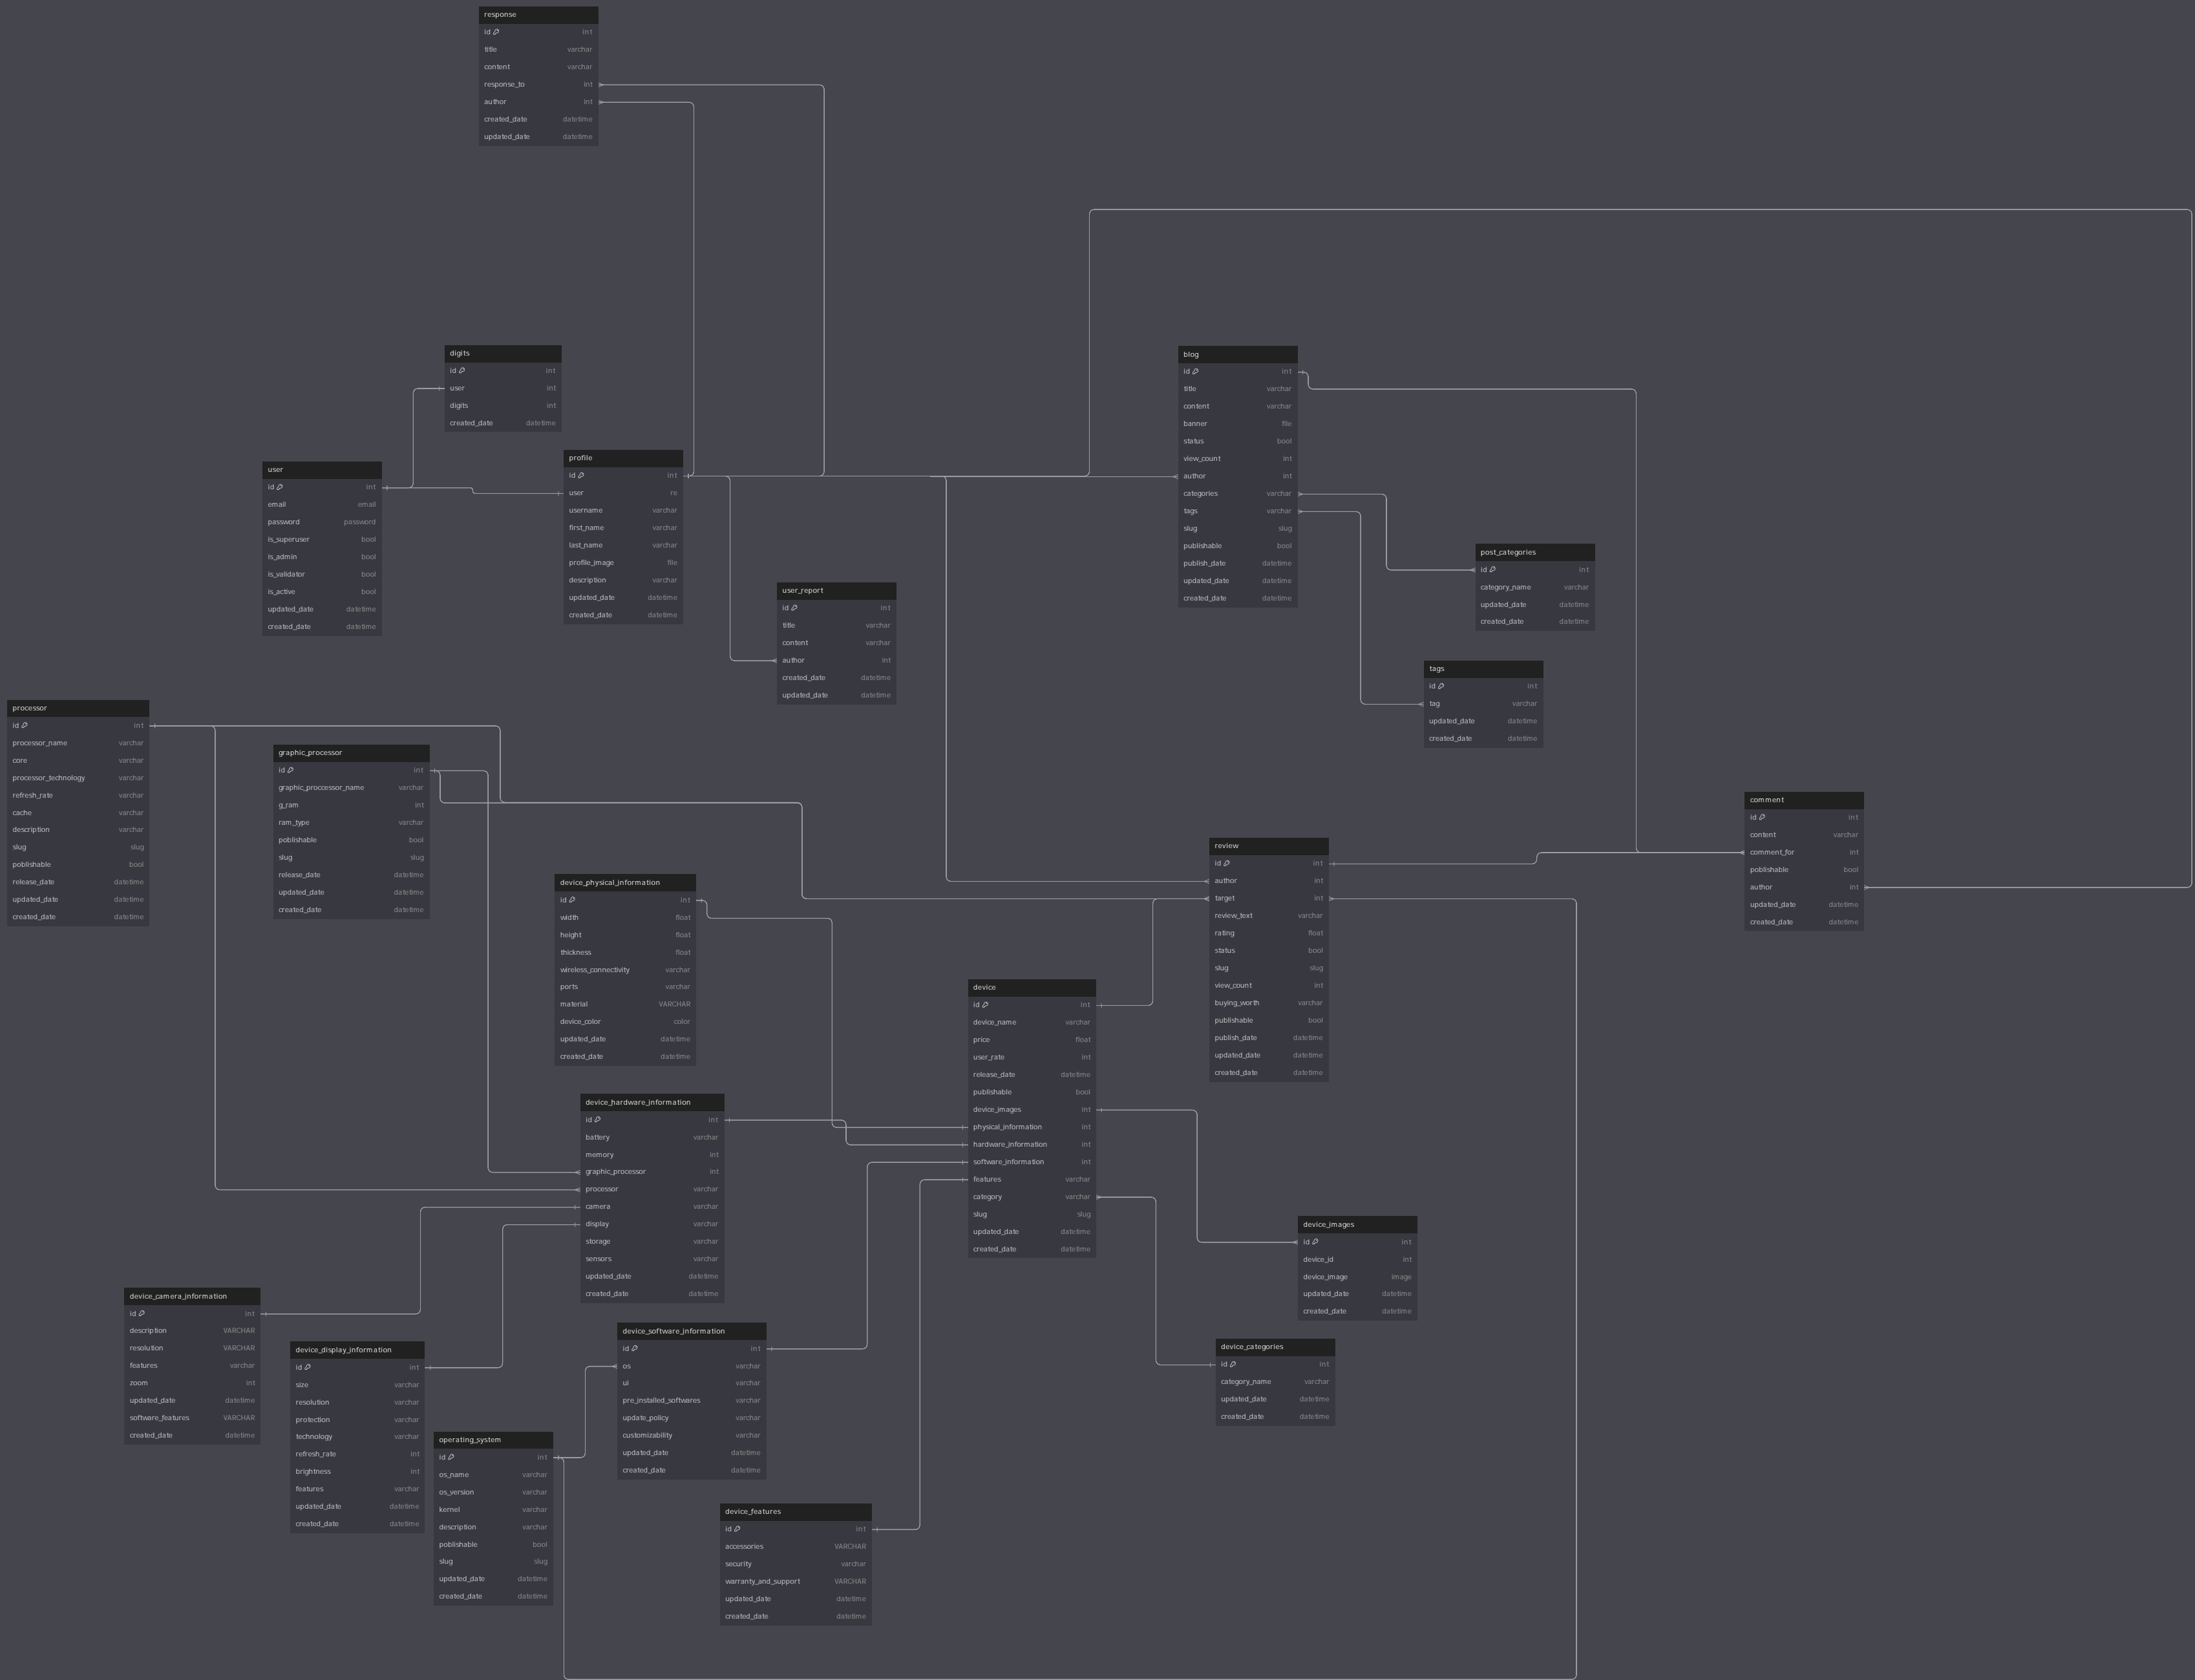 response
id int
title varchar
content varchar
response_to int
author int
created_date datetime
updated_date datetime
digits
id int
user int
digits int
created_date datetime
blog
id int
title varchar
content varchar
banner file
status bool
view_count int
author int
categories varchar
tags varchar
slug slug
publishable bool
publish_date datetime
updated_date datetime
created_date datetime
user
id int
email email
password password
is_superuser bool
is_admin bool
is_validator bool
is_active bool
updated_date datetime
created_date datetime
profile
id int
user re
username varchar
first_name varchar
last_name varchar
profile_image file
description varchar
updated_date datetime
created_date datetime
user_report
id int
title varchar
content varchar
author int
created_date datetime
updated_date datetime
post_categories
id int
category_name varchar
updated_date datetime
created_date datetime
tags
id int
tag varchar
updated_date datetime
created_date datetime
processor
id int
processor_name varchar
core varchar
processor_technology varchar
refresh_rate varchar
cache varchar
description varchar
slug slug
poblishable bool
release_date datetime
updated_date datetime
created_date datetime
graphic_processor
id int
graphic_proccessor_name varchar
g_ram int
ram_type varchar
poblishable bool
slug slug
release_date datetime
updated_date datetime
created_date datetime
comment
id int
content varchar
comment_for int
poblishable bool
author int
updated_date datetime
created_date datetime
review
id int
author int
target int
review_text varchar
rating float
status bool
slug slug
view_count int
buying_worth varchar
publishable bool
publish_date datetime
updated_date datetime
created_date datetime
device_physical_information
id int
width float
height float
thickness float
wireless_connectivity varchar
ports varchar
material VARCHAR
device_color color
updated_date datetime
created_date datetime
device
id int
device_name varchar
price float
user_rate int
release_date datetime
publishable bool
device_images int
physical_information int
hardware_information int
software_information int
features varchar
category varchar
slug slug
updated_date datetime
created_date datetime
device_hardware_information
id int
battery varchar
memory int
graphic_processor int
processor varchar
camera varchar
display varchar
storage varchar
sensors varchar
updated_date datetime
created_date datetime
device_images
id int
device_id int
device_image image
updated_date datetime
created_date datetime
device_camera_information
id int
description VARCHAR
resolution VARCHAR
features varchar
zoom int
updated_date datetime
software_features VARCHAR
created_date datetime
device_display_information
id int
size varchar
resolution varchar
protection varchar
technology varchar
refresh_rate int
brightness int
features varchar
updated_date datetime
created_date datetime
device_software_information
id int
os varchar
ui varchar
pre_installed_softwares varchar
update_policy varchar
customizability varchar
updated_date datetime
created_date datetime
device_categories
id int
category_name varchar
updated_date datetime
created_date datetime
operating_system
id int
os_name varchar
os_version varchar
kernel varchar
description varchar
poblishable bool
slug slug
updated_date datetime
created_date datetime
device_features
id int
accessories VARCHAR
security varchar
warranty_and_support VARCHAR
updated_date datetime
created_date datetime